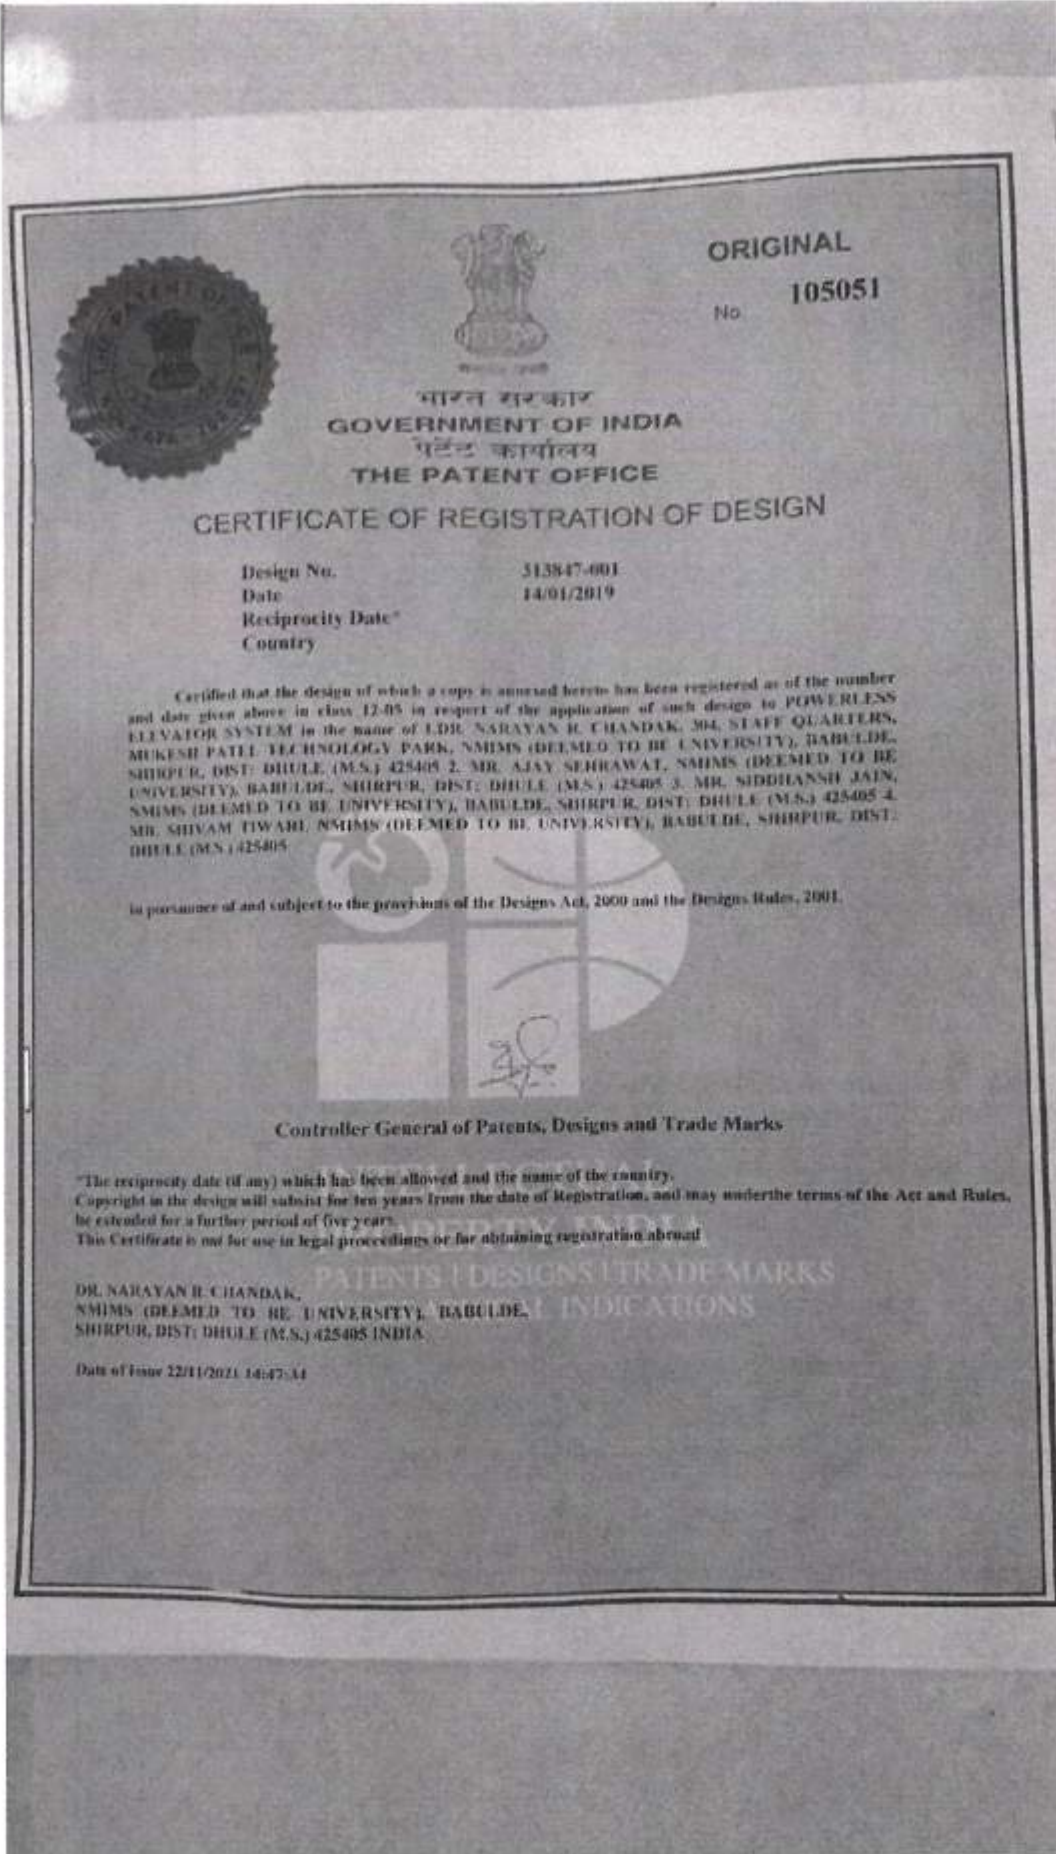 ORIGINAL
No 105051
भारत सरकार
GOVERNMENT OF INDIA
पेटेंट कार्यालय
THE PATENT OFFICE
CERTIFICATE OF REGISTRATION OF DESIGN
Design No. 313847-001
Date 14/01/2019
Reciprocity Date*
Country
Certified that the design of which a copy is annexed hereto has been registered as of the number
and date given above in class 12-05 in respect of the application of such design to POWERLESS
ELEVATOR SYSTEM in the name of 1.DR. NARAYAN R. CHANDAK, 304, STAFF QUARTERS,
MUKESH PATEL TECHNOLOGY PARK, NMIMS (DEEMED TO BE UNIVERSITY), BABULDE,
SHIRPUR, DIST: DHULE (M.S.) 425405 2. MR. AJAY SEHRAWAT, NMIMS (DEEMED TO BE
UNIVERSITY), BABULDE, SHIRPUR, DIST: DHULE (M.S.) 425405 3. MR. SIDDHANSH JAIN,
NMIMS (DEEMED TO BE UNIVERSITY), BABULDE, SHIRPUR, DIST: DHULE (M.S.) 425405 4.
MR. SHIVAM TIWARI, NMIMS (DEEMED TO BE UNIVERSITY), BABULDE, SHIRPUR, DIST:
DHULE (M.S.) 425405
in pursuance of and subject to the provisions of the Designs Act, 2000 and the Designs Rules, 2001.
Controller General of Patents, Designs and Trade Marks
*The reciprocity date (if any) which has been allowed and the name of the country.
Copyright in the design will subsist for ten years from the date of Registration, and may underthe terms of the Act and Rules,
be extended for a further period of five years.
This Certificate is not for use in legal proceedings or for obtaining registration abroad
PROPERTY INDIA
PATENTS | DESIGNS | TRADE MARKS
INDICATIONS
DR. NARAYAN R. CHANDAK,
NMIMS (DEEMED TO BE UNIVERSITY), BABULDE,
SHIRPUR, DIST: DHULE (M.S.) 425405 INDIA
Date of Issue 22/11/2021 14:47:34